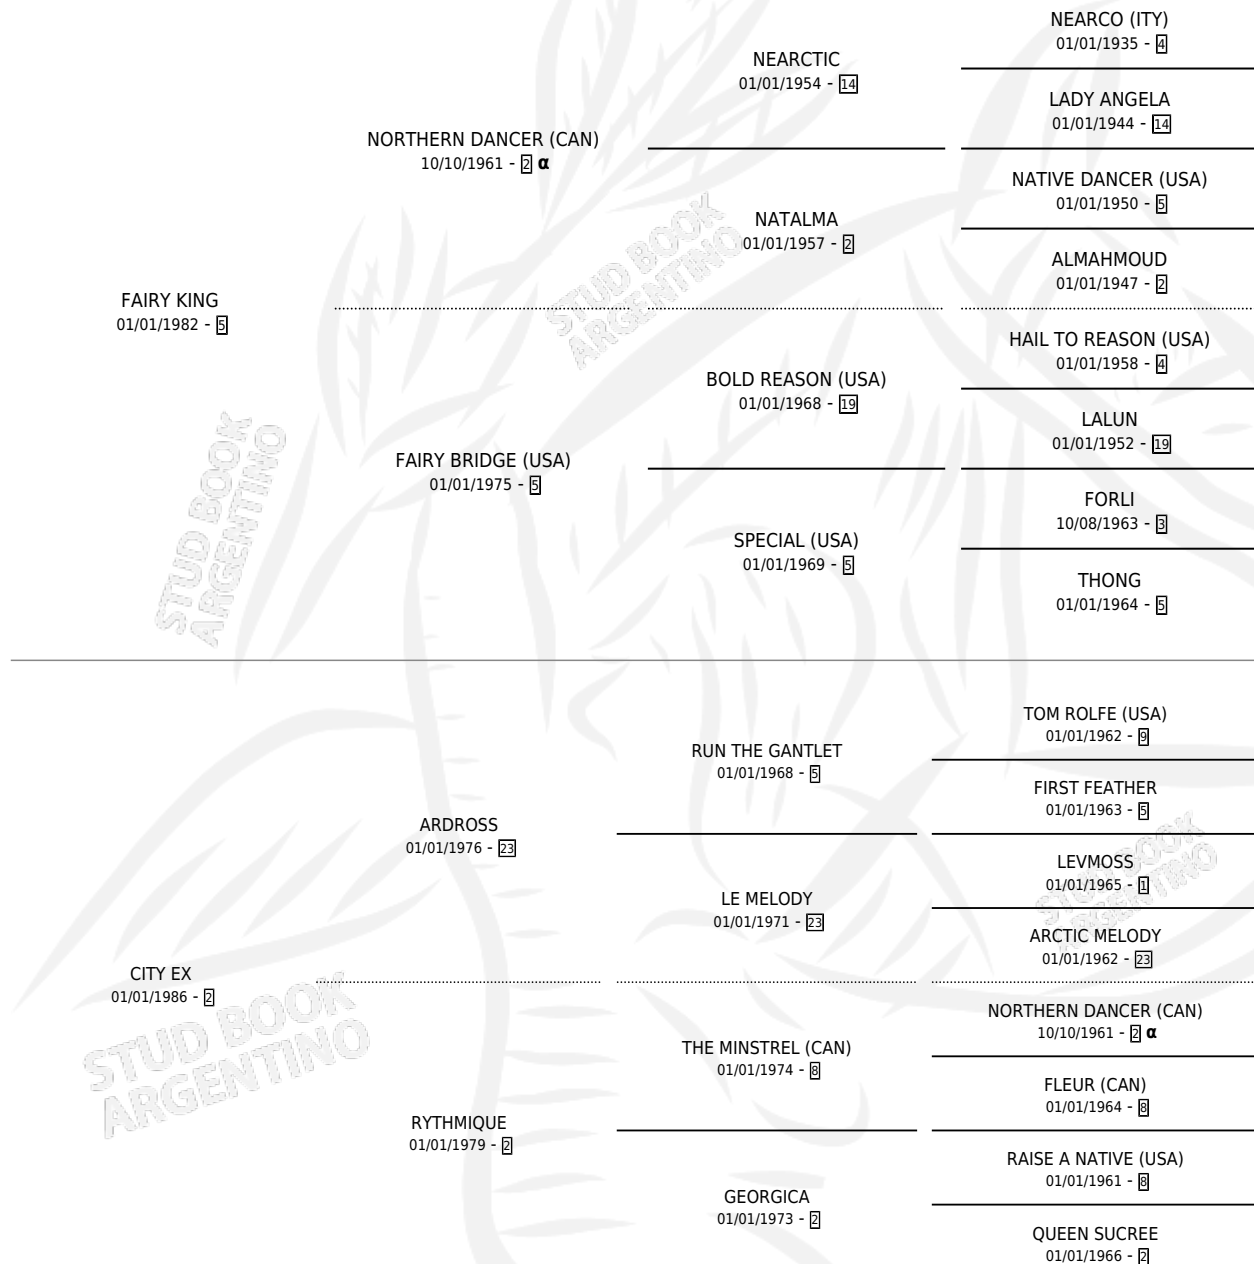 NEARCO (ITY)
01/01/1935 - 4
NEARCTIC
01/01/1954 - 14
LADY ANGELA
01/01/1944 - 14
NORTHERN DANCER (CAN)
10/10/1961 - 2 α
NATIVE DANCER (USA)
01/01/1950 - 5
NATALMA
01/01/1957 - 2
ALMAHMOUD
01/01/1947 - 2
FAIRY KING
01/01/1982 - 5
HAIL TO REASON (USA)
01/01/1958 - 4
BOLD REASON (USA)
01/01/1968 - 19
LALUN
01/01/1952 - 19
FAIRY BRIDGE (USA)
01/01/1975 - 5
FORLI
10/08/1963 - 3
SPECIAL (USA)
01/01/1969 - 5
THONG
01/01/1964 - 5
TOM ROLFE (USA)
01/01/1962 - 9
RUN THE GANTLET
01/01/1968 - 5
FIRST FEATHER
01/01/1963 - 5
ARDROSS
01/01/1976 - 23
LEVMOSS
01/01/1965 - 1
LE MELODY
01/01/1971 - 23
ARCTIC MELODY
01/01/1962 - 23
CITY EX
01/01/1986 - 2
NORTHERN DANCER (CAN)
10/10/1961 - 2 α
THE MINSTREL (CAN)
01/01/1974 - 8
FLEUR (CAN)
01/01/1964 - 8
RYTHMIQUE
01/01/1979 - 2
RAISE A NATIVE (USA)
01/01/1961 - 8
GEORGICA
01/01/1973 - 2
QUEEN SUCREE
01/01/1966 - 2
STUD BOOK
ARGENTINO
STUD BOOK
ARGENTINO
STUD BOOK
ARGENTINO
STUD BOOK
ARGENTINO